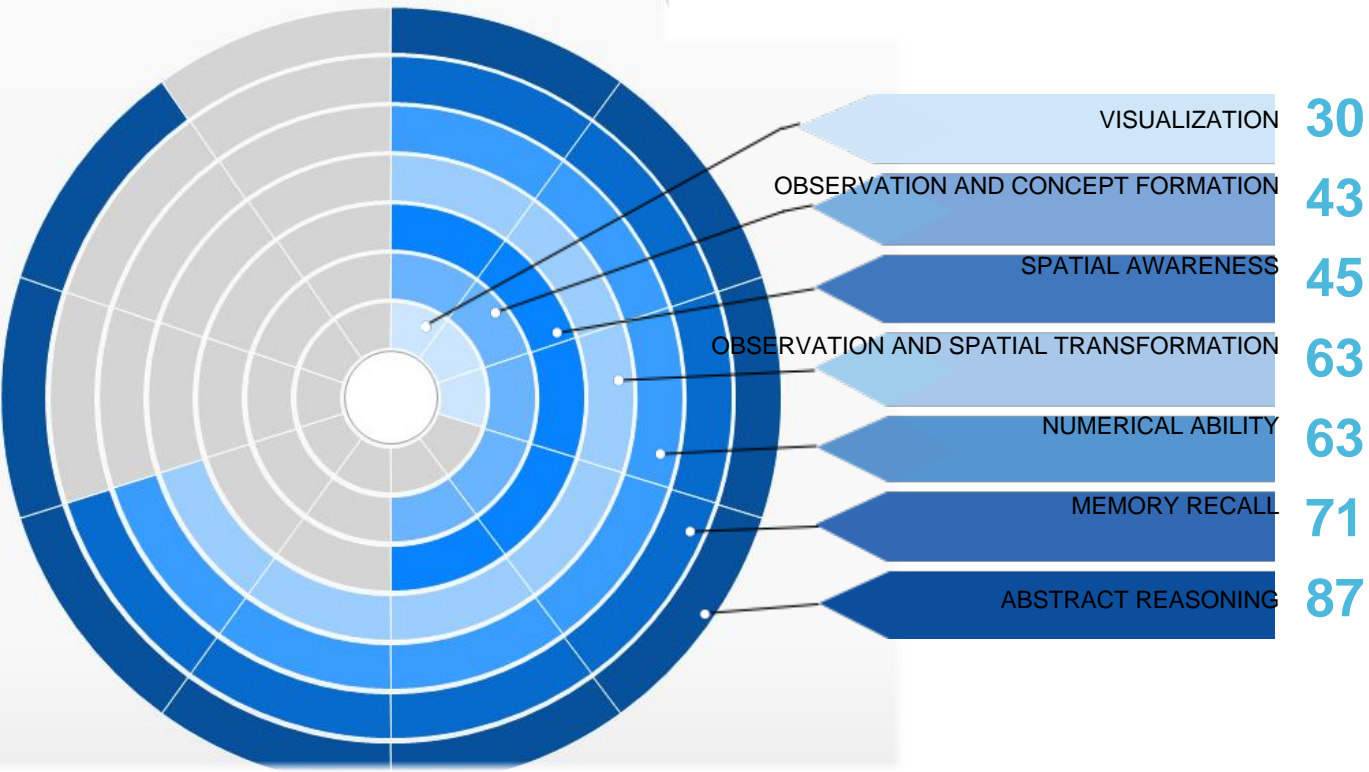 VISUALIZATION 30
OBSERVATION AND CONCEPT FORMATION 43
SPATIAL AWARENESS 45
OBSERVATION AND SPATIAL TRANSFORMATION 63
NUMERICAL ABILITY 63
MEMORY RECALL 71
ABSTRACT REASONING 87